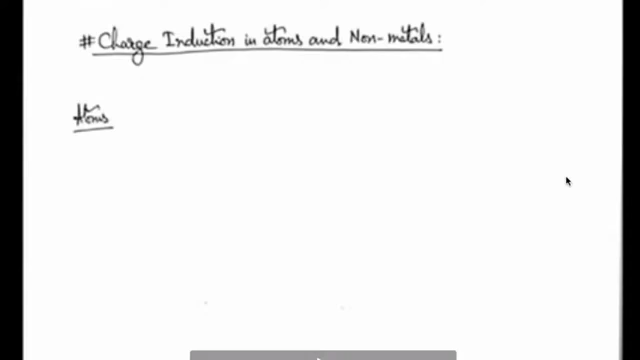 # Charge Induction in atoms and Non-metals:
Atoms